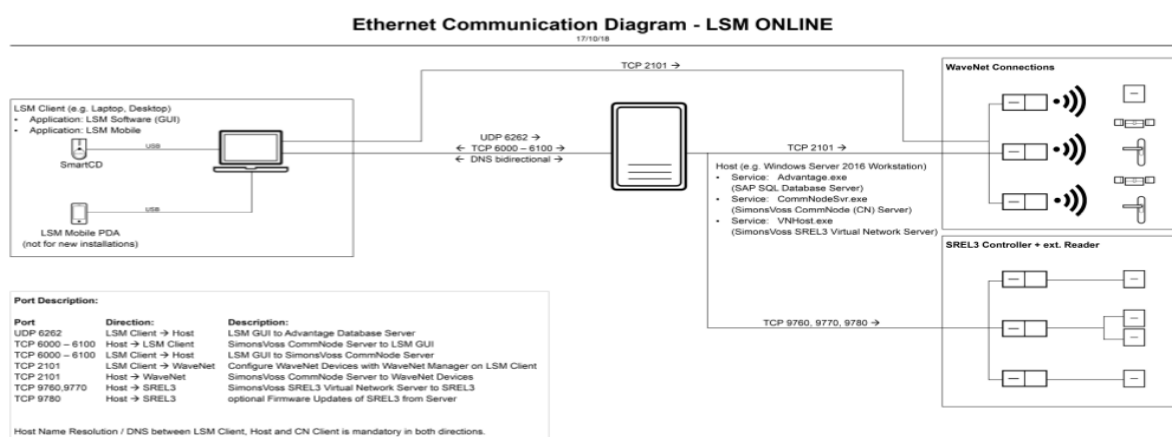 Ethernet Communication Diagram - LSM ONLINE
17/10/18
TCP 2101 →
WaveNet Connections
LSM Client (e.g. Laptop, Desktop)
• Application: LSM Software (GUI)
• Application: LSM Mobile
USB
SmartCD
USB
LSM Mobile PDA
(not for new installations)
UDP 6262 →
← TCP 6000 – 6100 →
← DNS bidirectional →
TCP 2101 →
Host (e.g. Windows Server 2016 Workstation)
• Service: Advantage.exe
(SAP SQL Database Server)
• Service: CommNodeSvr.exe
(SimonsVoss CommNode (CN) Server)
• Service: VNHost.exe
(SimonsVoss SREL3 Virtual Network Server)
SREL3 Controller + ext. Reader
TCP 9760, 9770, 9780 →
Port Description:
Port Direction: Description:
UDP 6262 LSM Client → Host LSM GUI to Advantage Database Server
TCP 6000 – 6100 Host → LSM Client SimonsVoss CommNode Server to LSM GUI
TCP 6000 – 6100 LSM Client → Host LSM GUI to SimonsVoss CommNode Server
TCP 2101 LSM Client → WaveNet Configure WaveNet Devices with WaveNet Manager on LSM Client
TCP 2101 Host → WaveNet SimonsVoss CommNode Server to WaveNet Devices
TCP 9760,9770 Host → SREL3 SimonsVoss SREL3 Virtual Network Server to SREL3
TCP 9780 Host → SREL3 optional Firmware Updates of SREL3 from Server
Host Name Resolution / DNS between LSM Client, Host and CN Client is mandatory in both directions.